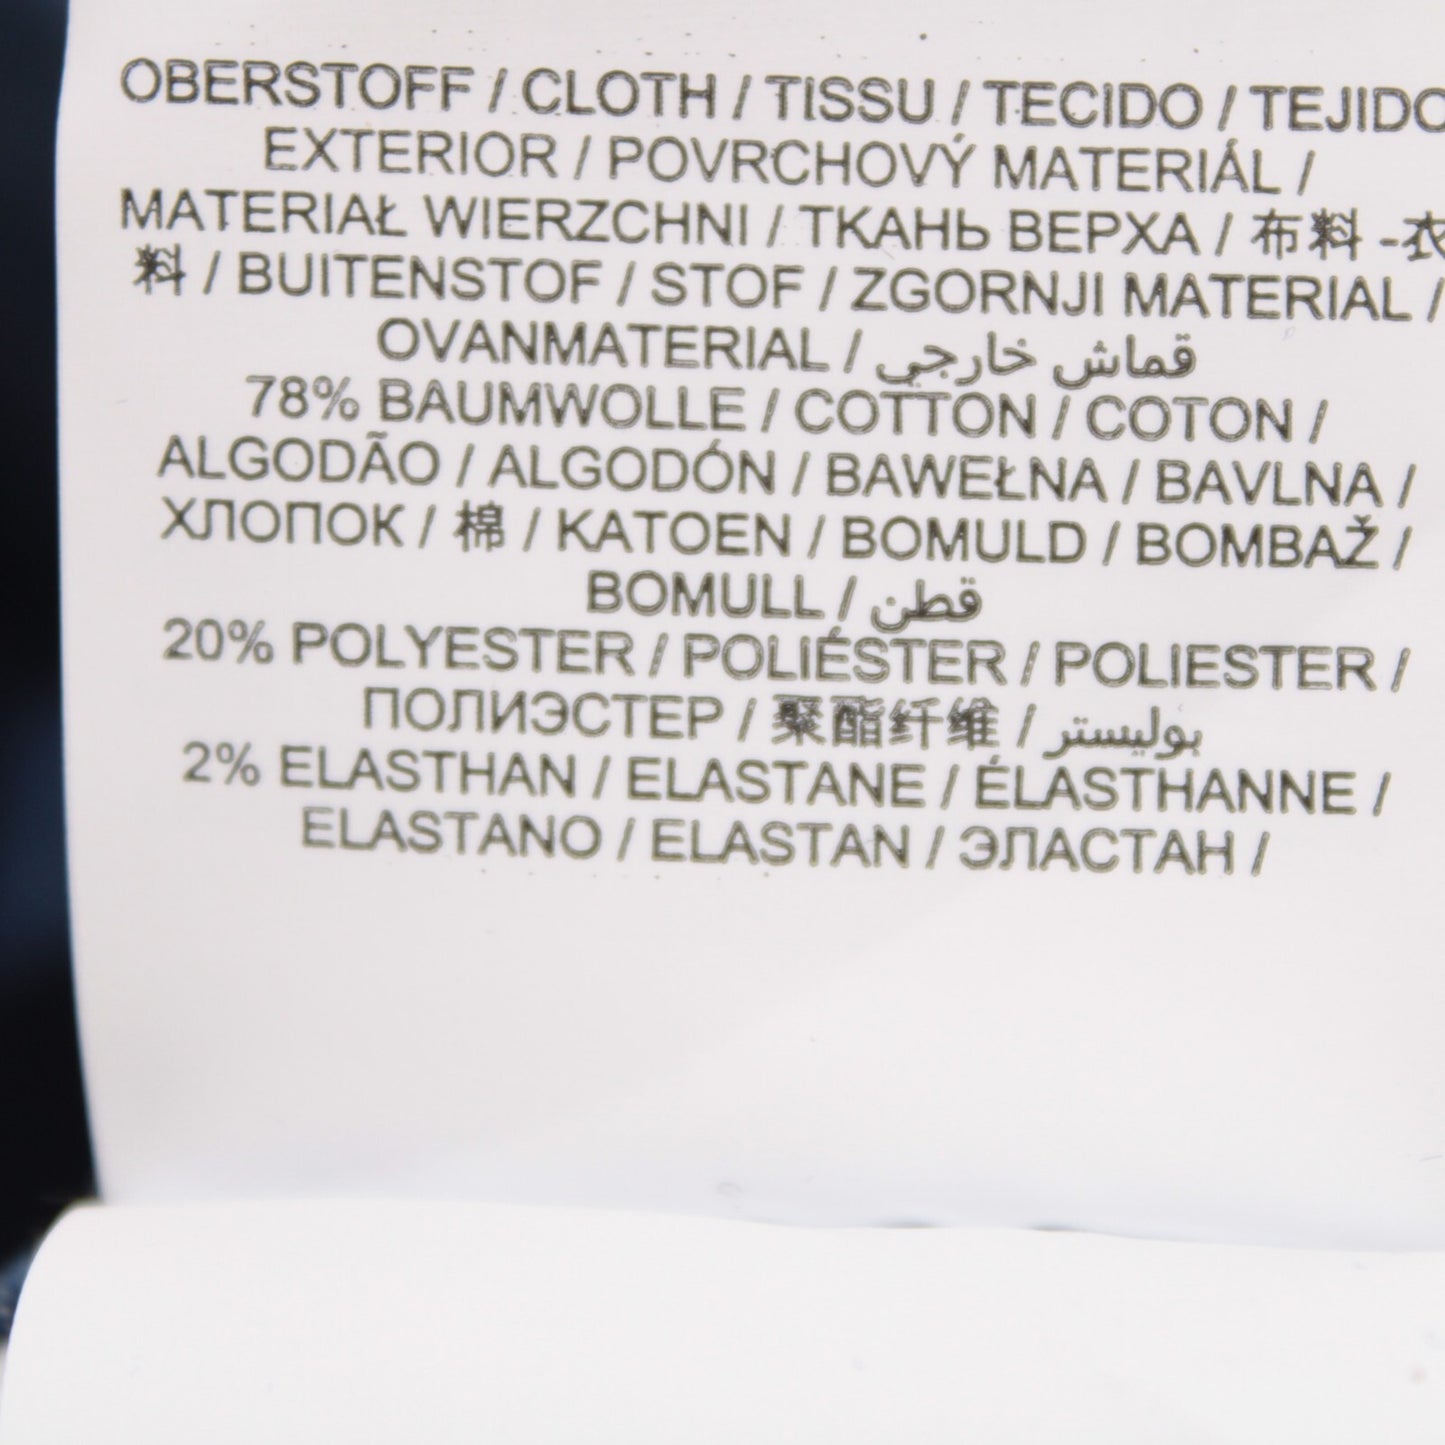 OBERSTOFF / CLOTH / TISSU / TECIDO / TEJIDO
EXTERIOR / POVRCHOVÝ MATERIÁL /
MATERIAŁ WIERZCHNI / ТКАНЬ ВЕРХА / 布料 -衣
料 / BUITENSTOF / STOF / ZGORNJI MATERIAL /
OVANMATERIAL / قماش خارجي
78% BAUMWOLLE / COTTON / COTON /
ALGODÃO / ALGODÓN / BAWEŁNA / BAVLNA /
ХЛОПОК / 棉 / KATOEN / BOMULD / BOMBAŽ /
BOMULL / قطن
20% POLYESTER / POLIÉSTER / POLIESTER /
ПОЛИЭСТЕР / 聚酯纤维 / بوليستر
2% ELASTHAN / ELASTANE / ÉLASTHANNE /
ELASTANO / ELASTAN / ЭЛАСТАН /